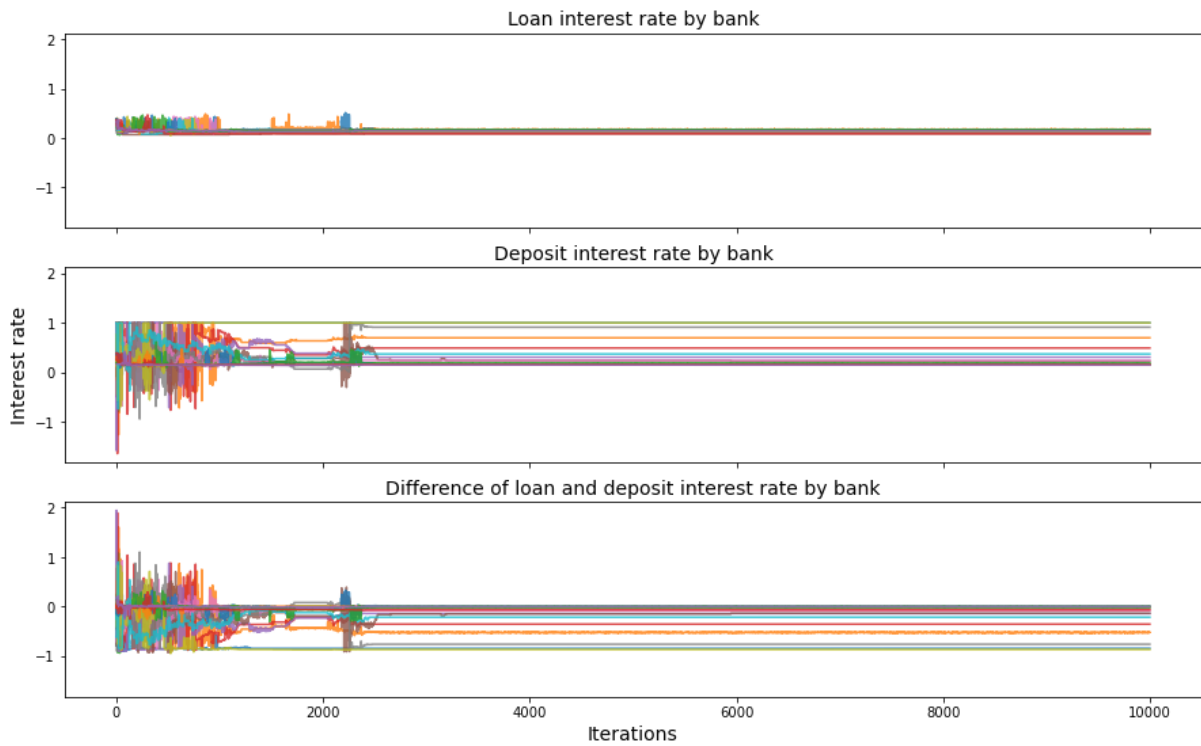 Loan interest rate by bank
2
1
0
−1
Deposit interest rate by bank
2
1
0
−1
Interest rate
Difference of loan and deposit interest rate by bank
2
1
0
−1
0 2000 4000 6000 8000 10000
Iterations